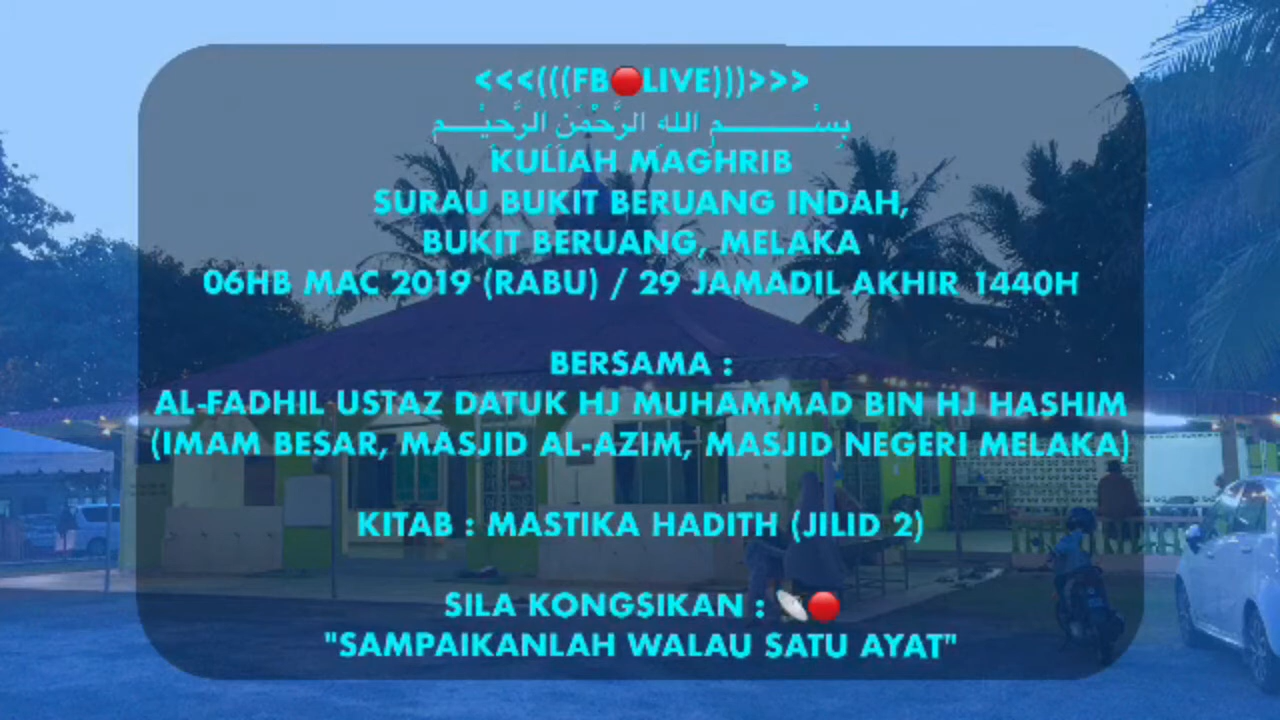 <<<(((FB🔴LIVE)))>>>
بِسْـــــــــــمِ اللهِ الرَّحْمَنِ الرَّحِيْـــمِ
KULIAH MAGHRIB
SURAU BUKIT BERUANG INDAH,
BUKIT BERUANG, MELAKA
06HB MAC 2019 (RABU) / 29 JAMADIL AKHIR 1440H
BERSAMA :
AL-FADHIL USTAZ DATUK HJ MUHAMMAD BIN HJ HASHIM
(IMAM BESAR, MASJID AL-AZIM, MASJID NEGERI MELAKA)
KITAB : MASTIKA HADITH (JILID 2)
SILA KONGSIKAN : 📡🔴
"SAMPAIKANLAH WALAU SATU AYAT"